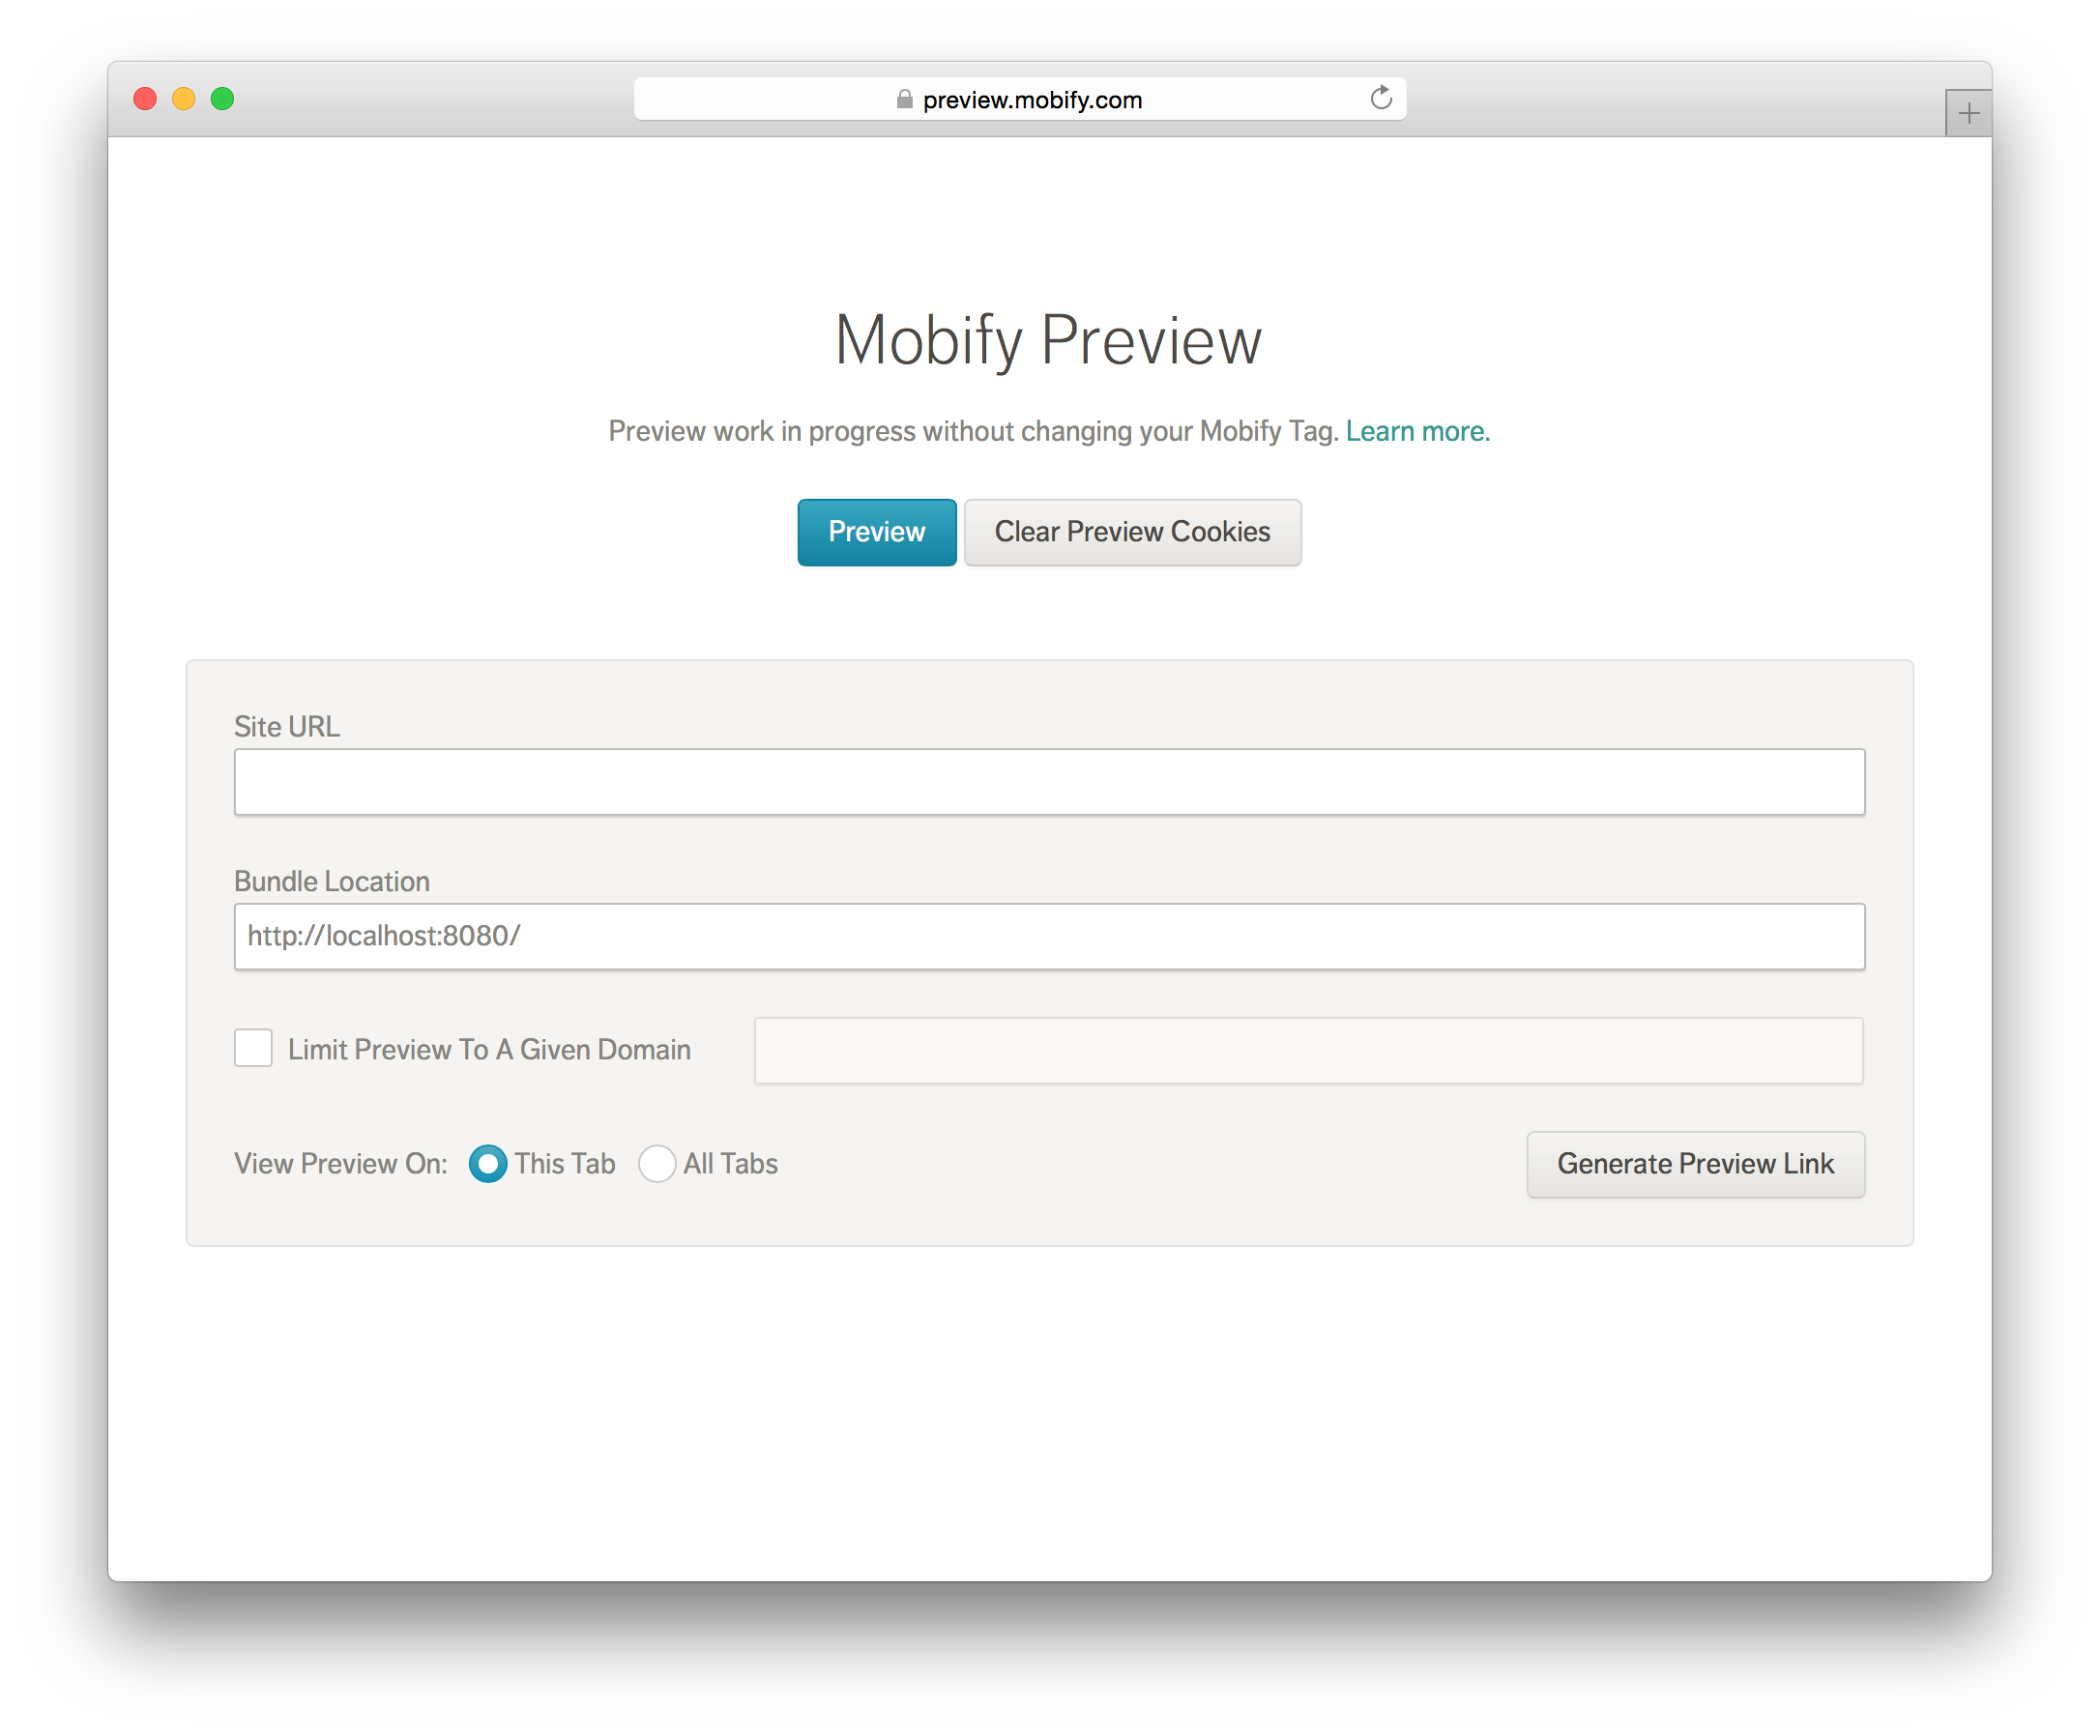 preview.mobify.com
Mobify Preview
Preview work in progress without changing your Mobify Tag. Learn more.
Preview
Clear Preview Cookies
Site URL
Bundle Location
http://localhost:8080/
Limit Preview To A Given Domain
View Preview On: This Tab All Tabs
Generate Preview Link